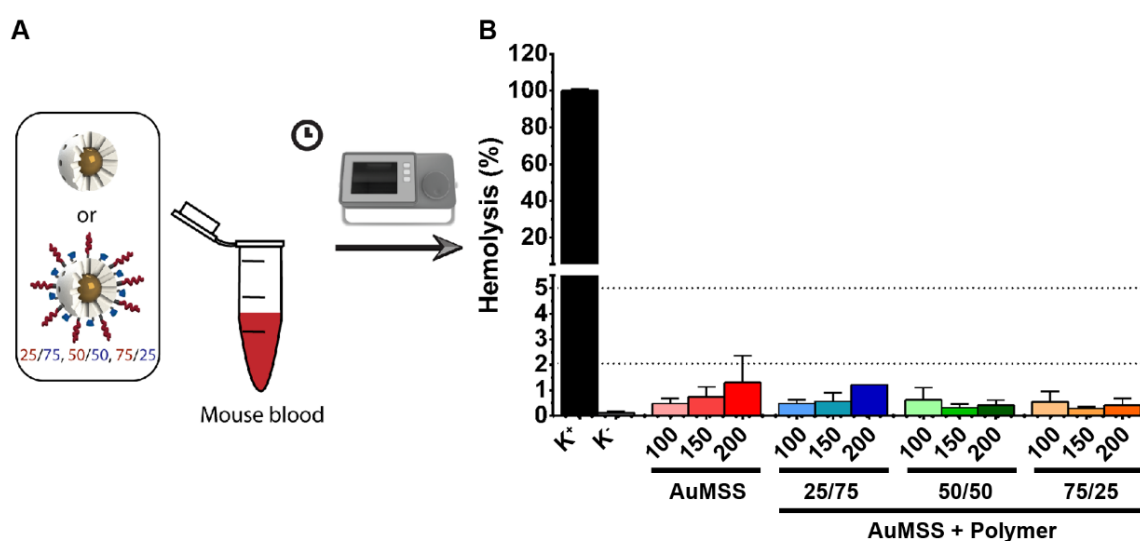 A
or
25/75, 50/50, 75/25
Mouse blood
B
Hemolysis (%)
120
100
80
60
40
20
5
4
3
2
1
0
K⁺ K⁻ 100 150 200 100 150 200 100 150 200 100 150 200
AuMSS 25/75 50/50 75/25
AuMSS + Polymer